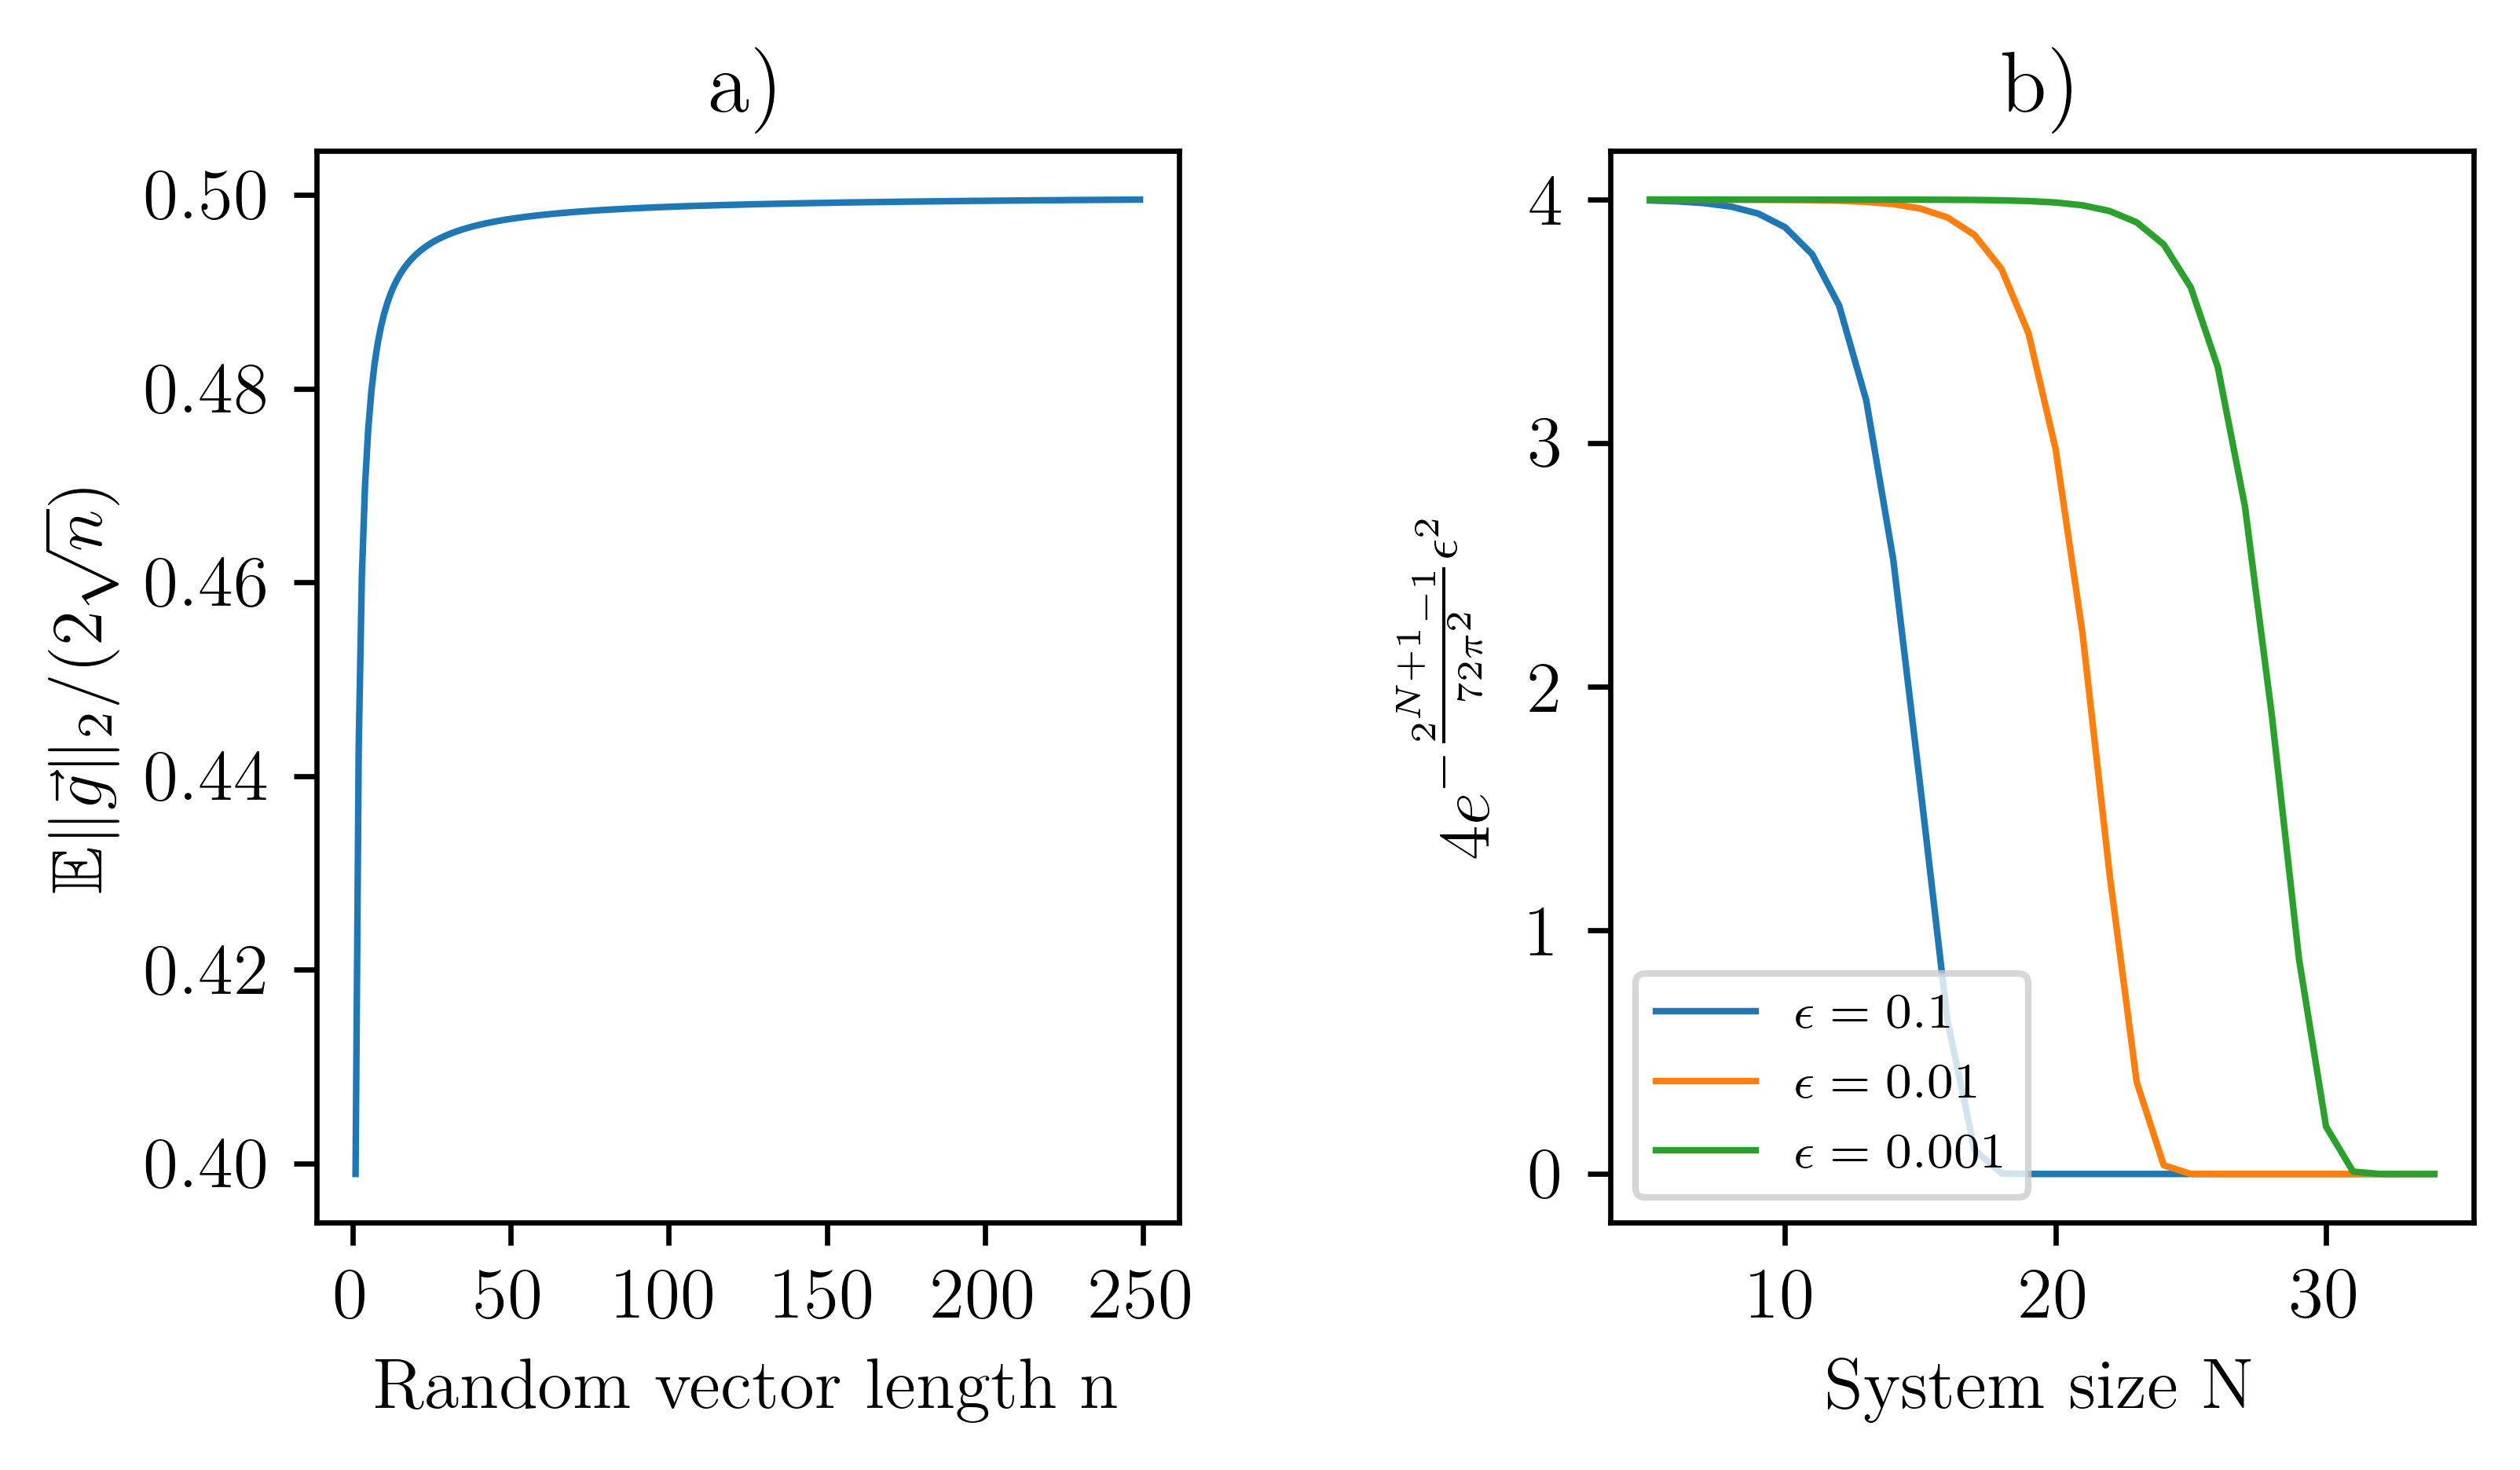 a)
0.50
0.48
0.46
0.44
0.42
0.40
𝔼‖g⃗‖₂/(2√n)
0 50 100 150 200 250
Random vector length n
b)
4
3
2
1
0
4e^{-\frac{2^{N+1}-1}{72π^2}ϵ^2}
ϵ = 0.1
ϵ = 0.01
ϵ = 0.001
10 20 30
System size N